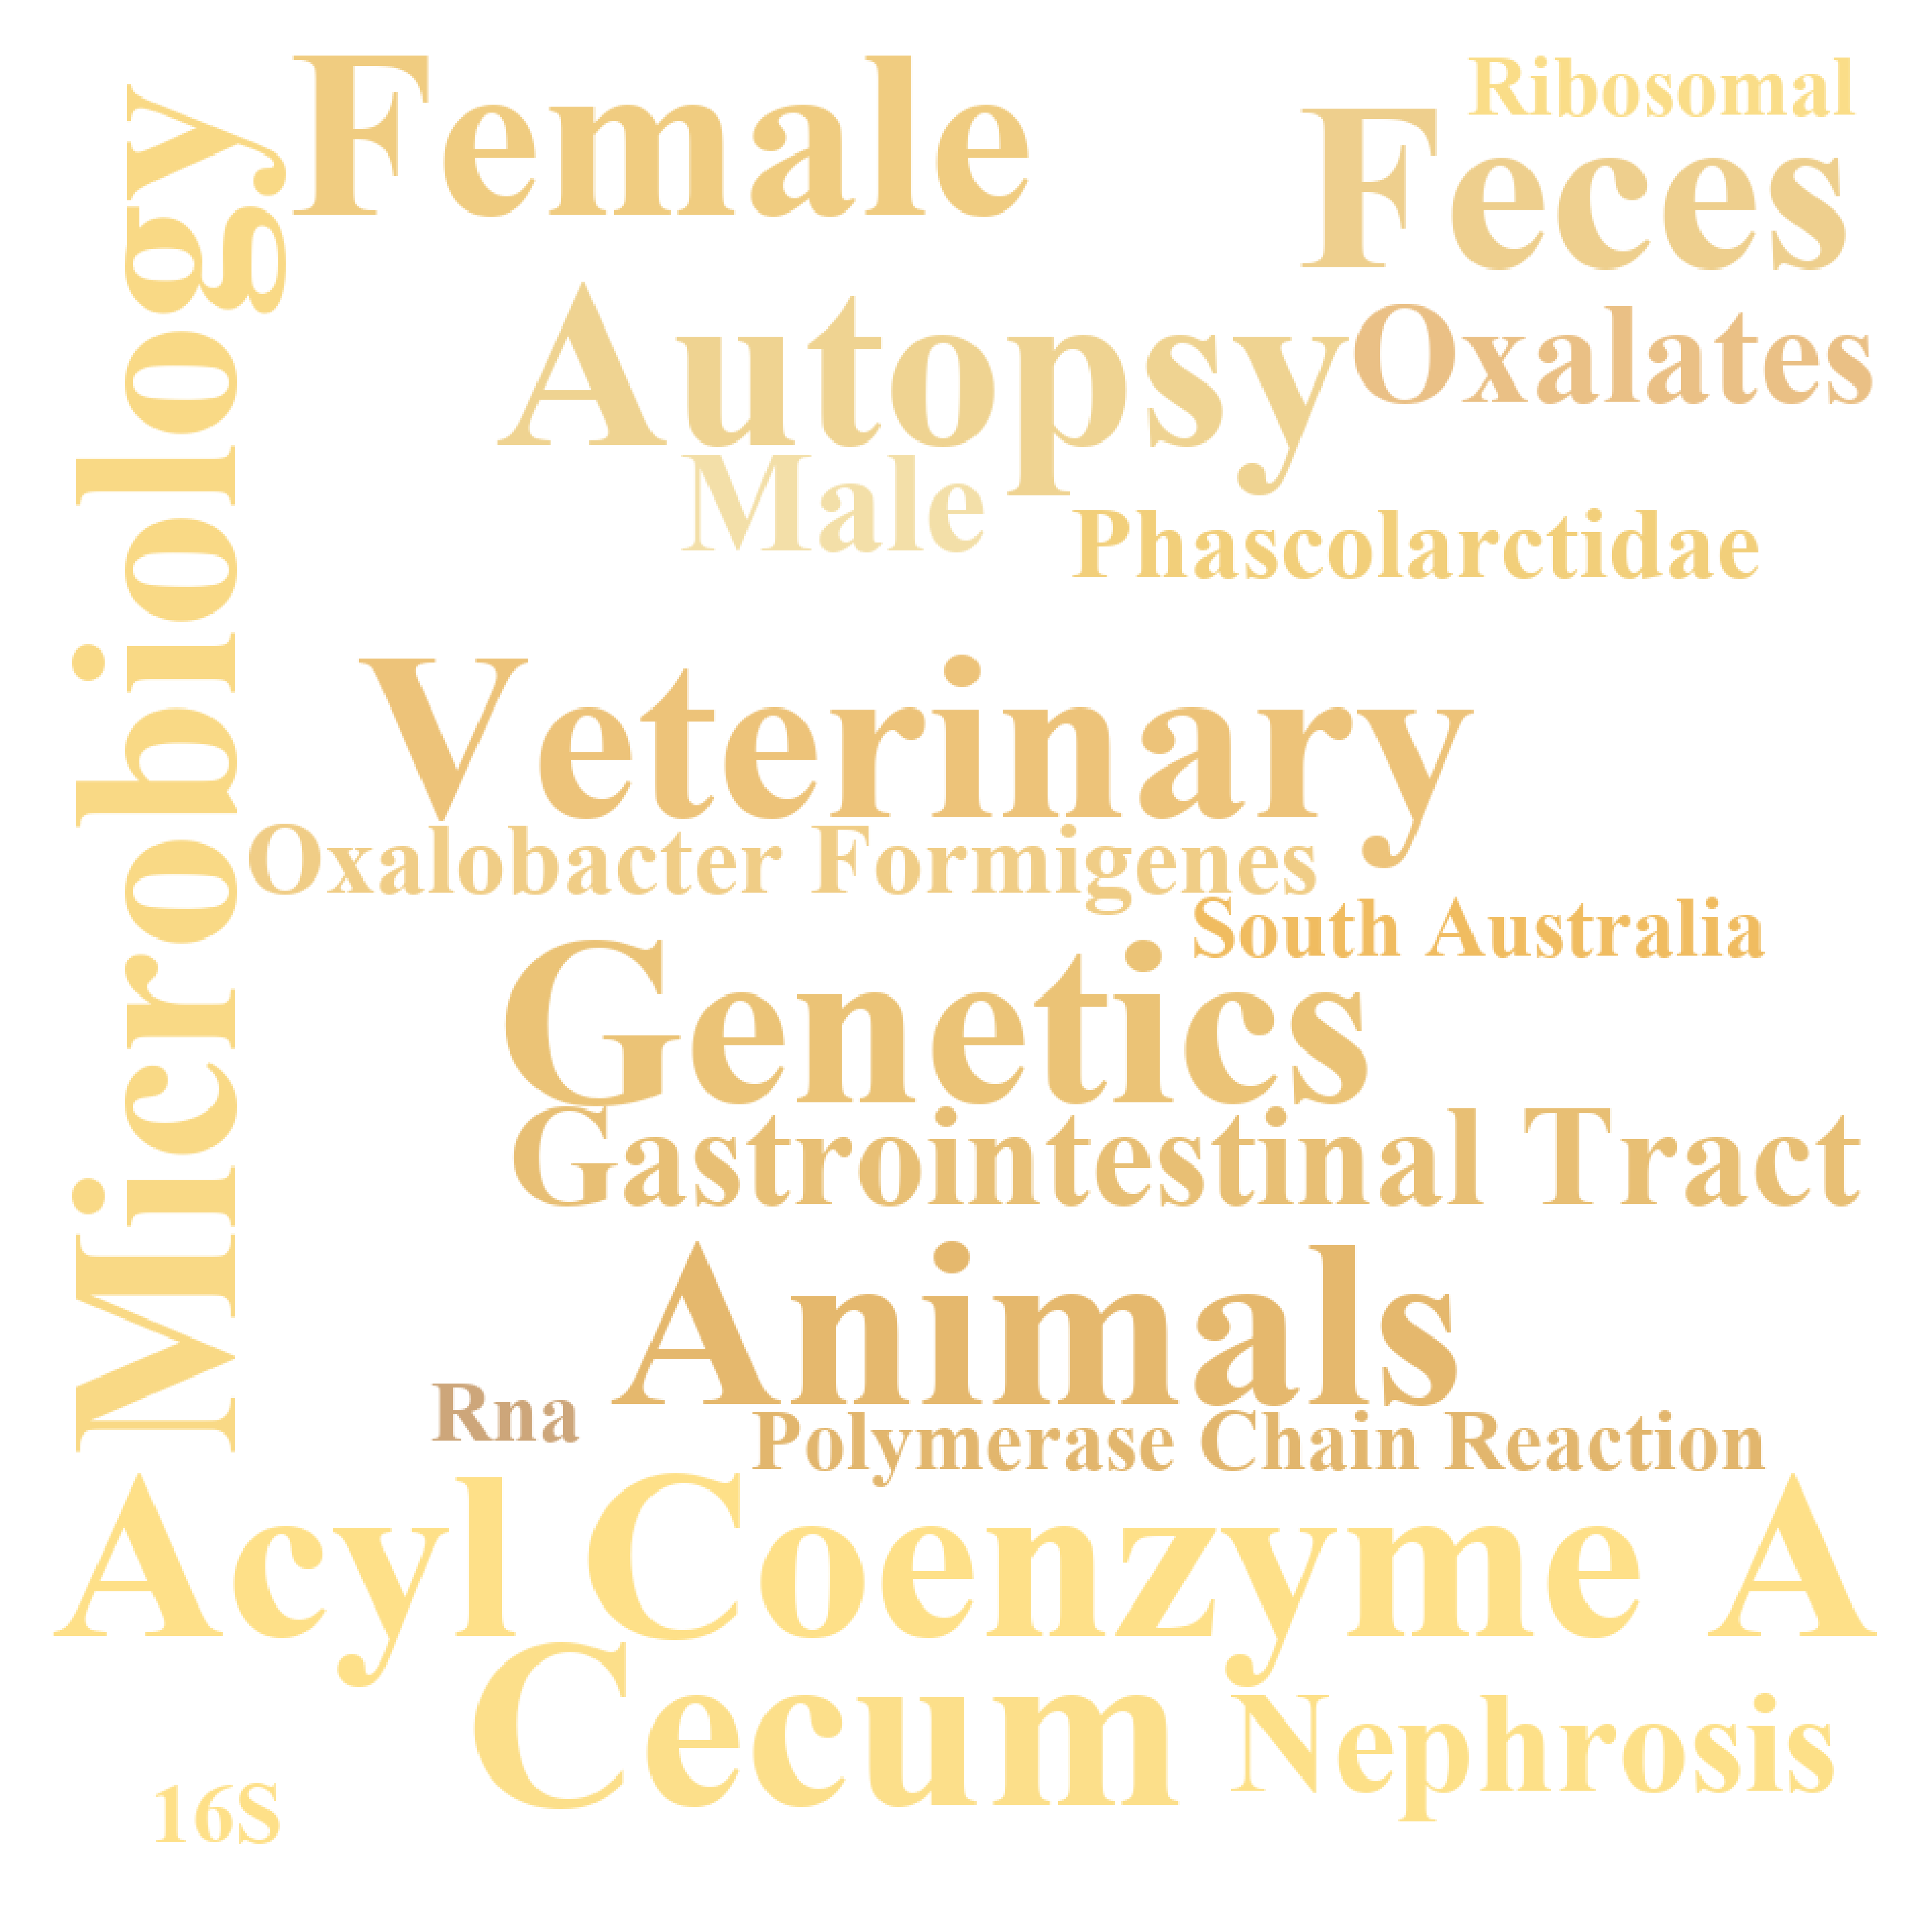 Microbiology
Female
Ribosomal
Feces
Autopsy
Oxalates
Male
Phascolarctidae
Veterinary
Oxalobacter Formigenes
South Australia
Genetics
Gastrointestinal Tract
Animals
Rna
Polymerase Chain Reaction
Acyl Coenzyme A
Cecum
Nephrosis
16S